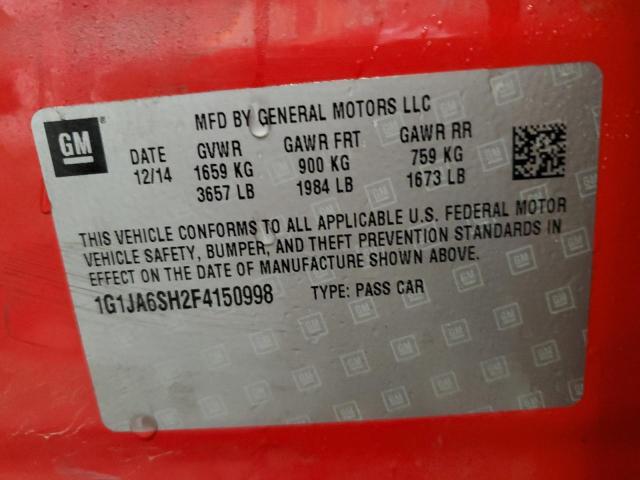 GM ®
MFD BY GENERAL MOTORS LLC
DATE GVWR GAWR FRT GAWR RR
12/14 1659 KG 900 KG 759 KG
3657 LB 1984 LB 1673 LB
THIS VEHICLE CONFORMS TO ALL APPLICABLE U.S. FEDERAL MOTOR
VEHICLE SAFETY, BUMPER, AND THEFT PREVENTION STANDARDS IN
EFFECT ON THE DATE OF MANUFACTURE SHOWN ABOVE.
1G1JA6SH2F4150998 TYPE: PASS CAR